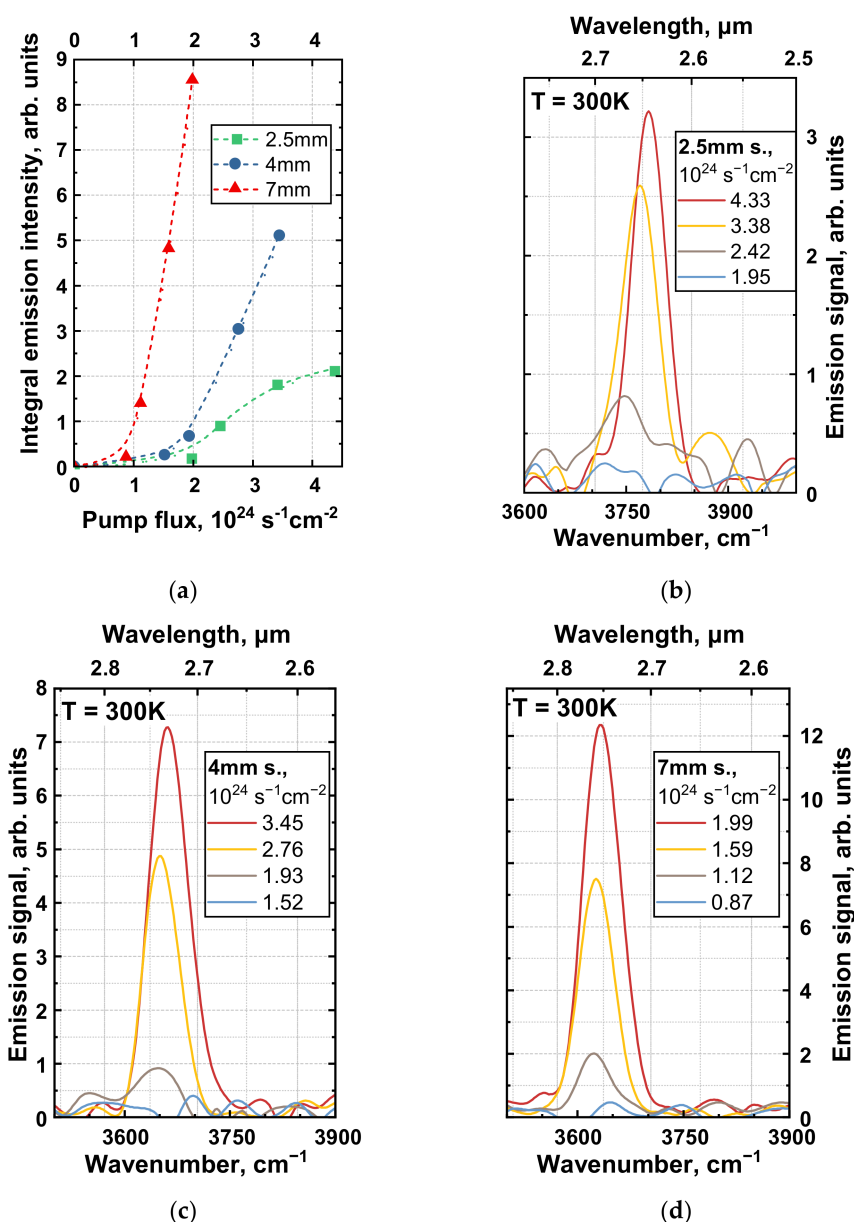 0 1 2 3 4
Integral emission intensity, arb. units
9
8
7
6
5
4
3
2
1
0
2.5mm
4mm
7mm
0 1 2 3 4
Pump flux, 10²⁴ s⁻¹cm⁻²
(a)
Wavelength, µm
2.7 2.6 2.5
T = 300K
2.5mm s.,
10²⁴ s⁻¹cm⁻²
4.33
3.38
2.42
1.95
3
2
1
0
Emission signal, arb. units
3600 3750 3900
Wavenumber, cm⁻¹
(b)
Wavelength, µm
2.8 2.7 2.6
Emission signal, arb. units
8
7
6
5
4
3
2
1
0
T = 300K
4mm s.,
10²⁴ s⁻¹cm⁻²
3.45
2.76
1.93
1.52
3600 3750 3900
Wavenumber, cm⁻¹
(c)
Wavelength, µm
2.8 2.7 2.6
T = 300K
7mm s.,
10²⁴ s⁻¹cm⁻²
1.99
1.59
1.12
0.87
12
10
8
6
4
2
0
Emission signal, arb. units
3600 3750 3900
Wavenumber, cm⁻¹
(d)